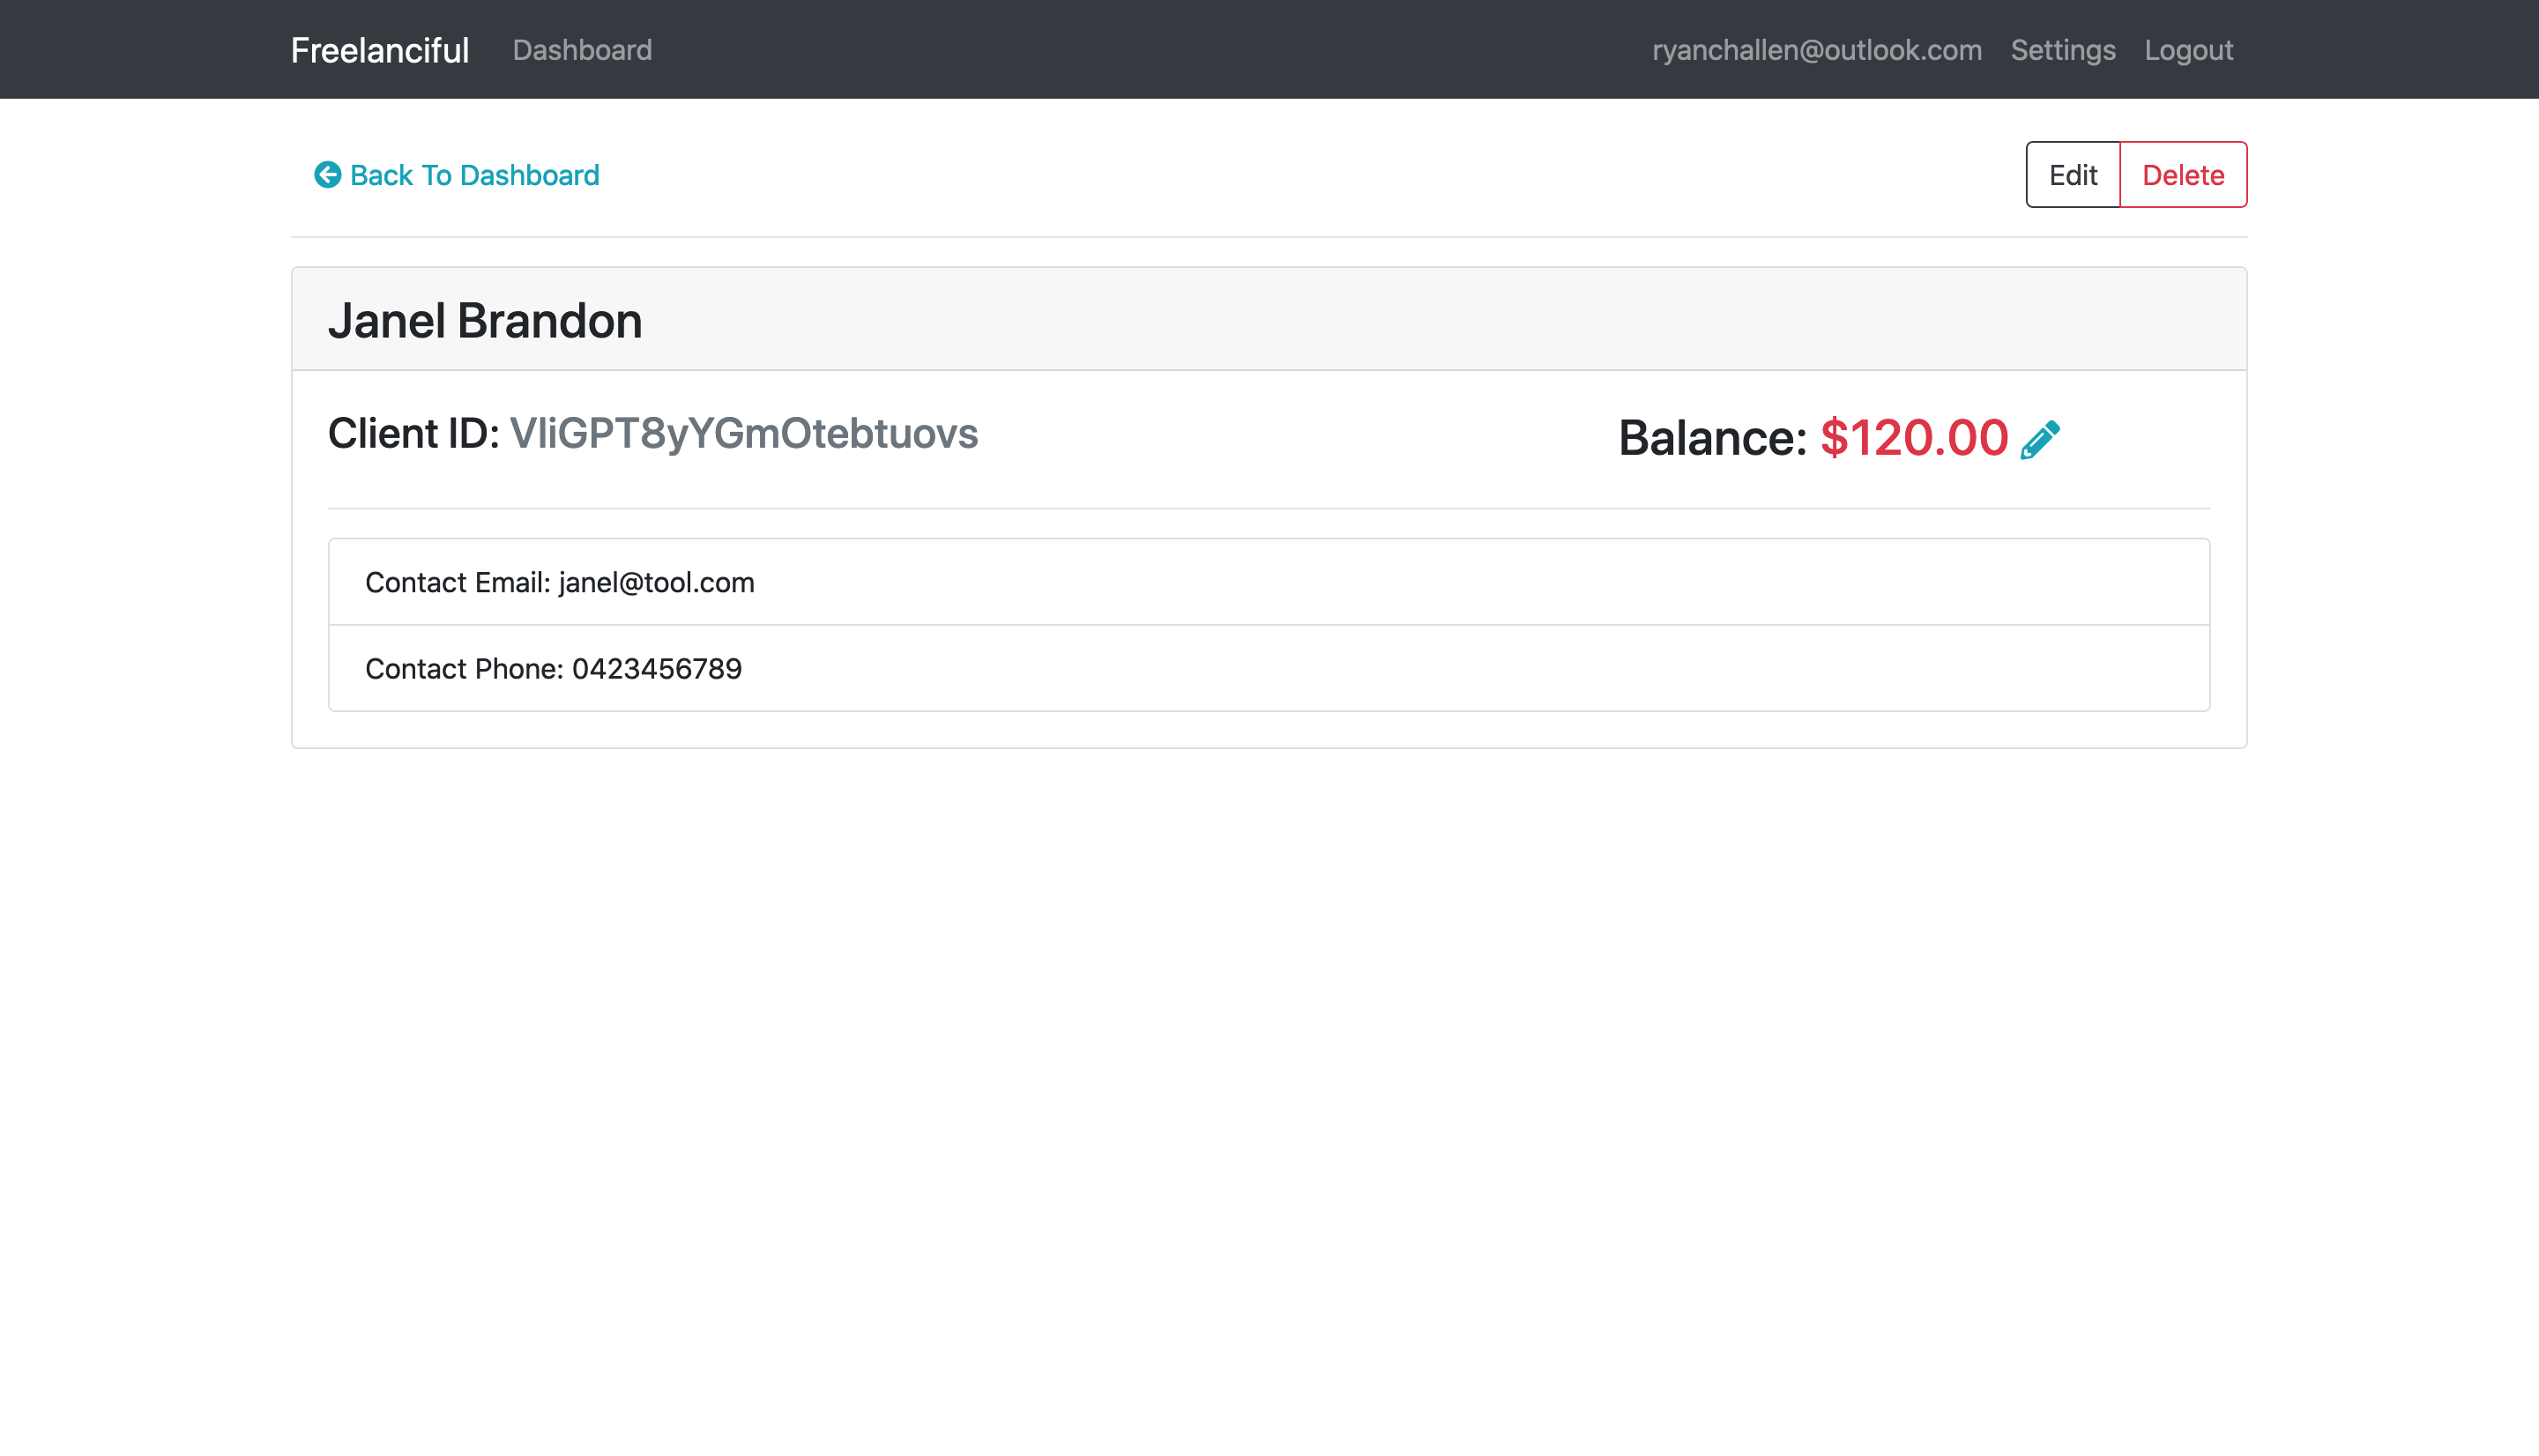 Freelanciful Dashboard ryanchallen@outlook.com Settings Logout
Back To Dashboard Edit Delete
Janel Brandon
Client ID: VliGPT8yYGmOtebtuovs Balance: $120.00
Contact Email: janel@tool.com
Contact Phone: 0423456789